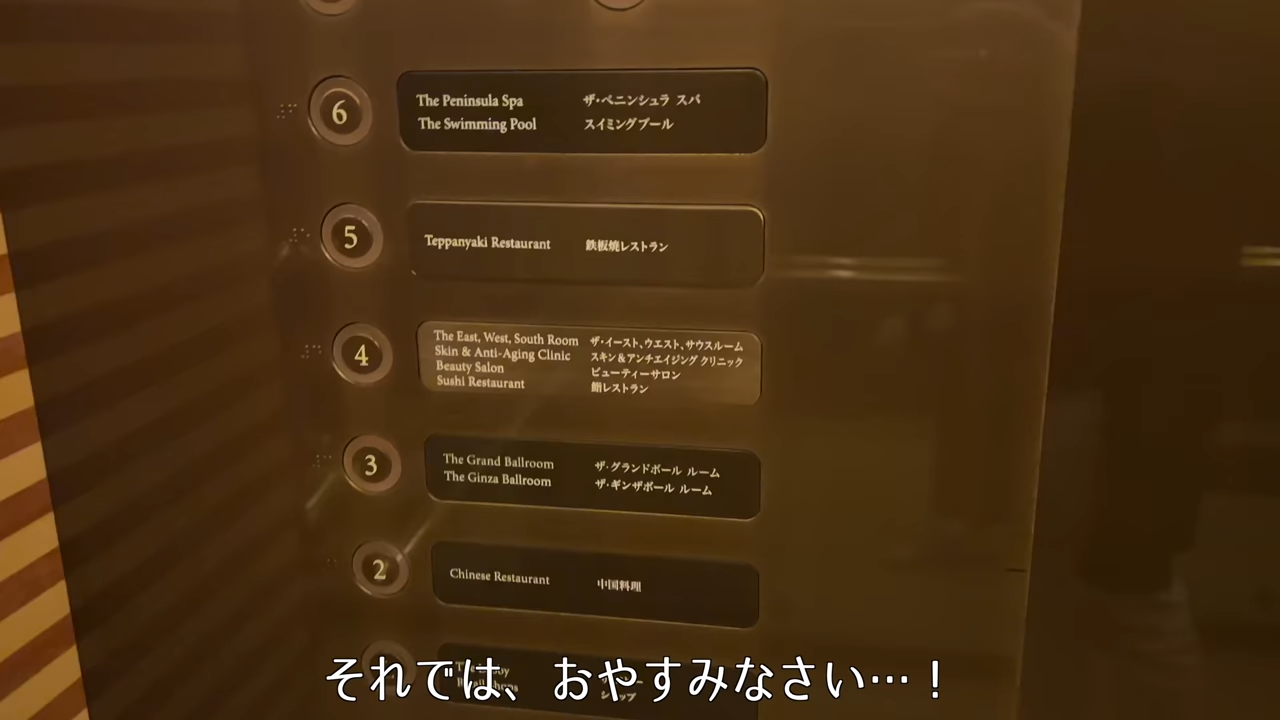 6
The Peninsula Spa ザ・ペニンシュラ スパ
The Swimming Pool スイミングプール
5
Teppanyaki Restaurant 鉄板焼レストラン
4
The East, West, South Room ザ・イースト、ウエスト、サウスルーム
Skin & Anti-Aging Clinic スキン&アンチエイジング クリニック
Beauty Salon ビューティーサロン
Sushi Restaurant 鮨レストラン
3
The Grand Ballroom ザ・グランドボール ルーム
The Ginza Ballroom ザ・ギンザボール ルーム
2
Chinese Restaurant 中国料理
それでは、おやすみなさい…！